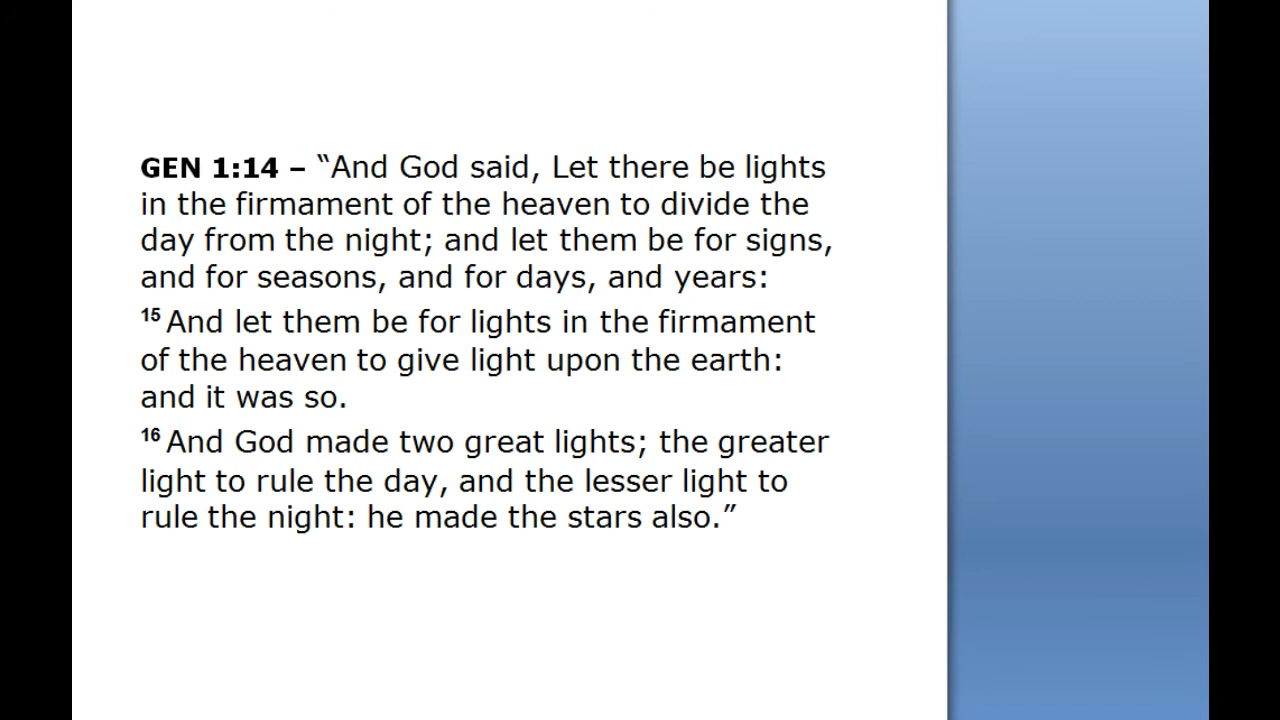 GEN 1:14 – “And God said, Let there be lights
in the firmament of the heaven to divide the
day from the night; and let them be for signs,
and for seasons, and for days, and years:
15 And let them be for lights in the firmament
of the heaven to give light upon the earth:
and it was so.
16 And God made two great lights; the greater
light to rule the day, and the lesser light to
rule the night: he made the stars also.”